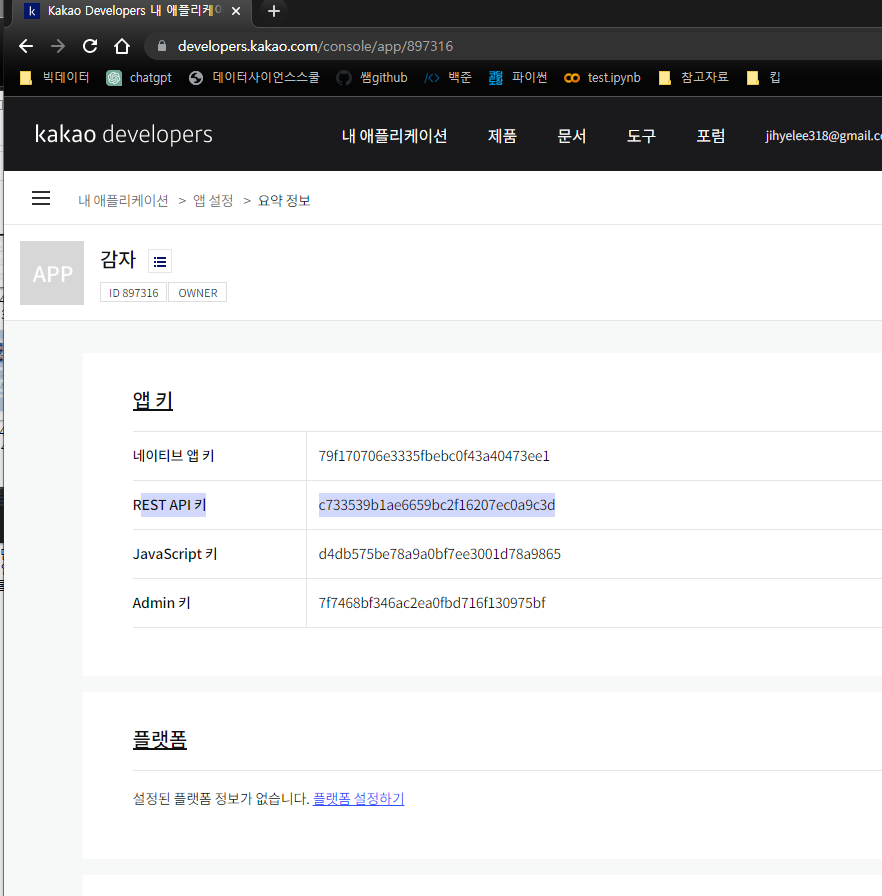 k Kakao Developers 내 애플리케이
developers.kakao.com/console/app/897316
빅데이터 chatgpt 데이터사이언스스쿨 쌤github 백준 파이썬 test.ipynb 참고자료 킵
kakao developers 내 애플리케이션 제품 문서 도구 포럼 jihyelee318@gmail.c
내 애플리케이션 > 앱 설정 > 요약 정보
APP
감자
ID 897316 OWNER
앱 키
네이티브 앱 키 79f170706e3335fbebc0f43a40473ee1
REST API 키 c733539b1ae6659bc2f16207ec0a9c3d
JavaScript 키 d4db575be78a9a0bf7ee3001d78a9865
Admin 키 7f7468bf346ac2ea0fbd716f130975bf
플랫폼
설정된 플랫폼 정보가 없습니다. 플랫폼 설정하기